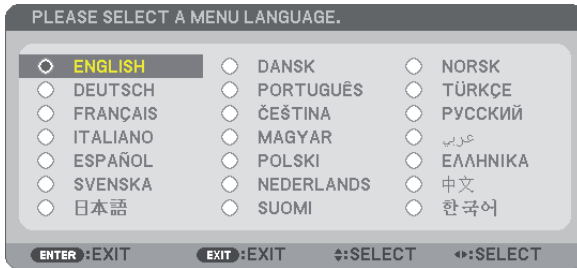 PLEASE SELECT A MENU LANGUAGE.
ENGLISH DANSK NORSK
DEUTSCH PORTUGUÊS TÜRKÇE
FRANÇAIS ČEŠTINA РУССКИЙ
ITALIANO MAGYAR عربي
ESPAÑOL POLSKI ΕΛΛΗΝΙΚΑ
SVENSKA NEDERLANDS 中文
日本語 SUOMI 한국어
ENTER :EXIT EXIT :EXIT :SELECT :SELECT